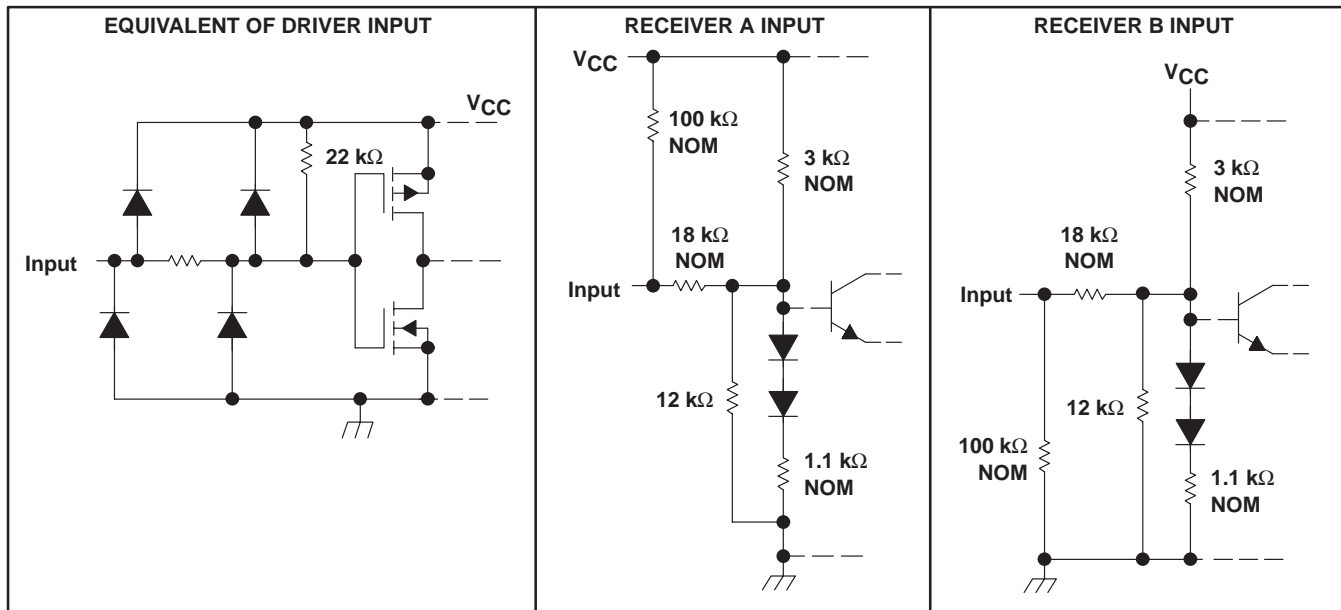 EQUIVALENT OF DRIVER INPUT
VCC
22 kΩ
Input
RECEIVER A INPUT
VCC
100 kΩ
NOM
3 kΩ
NOM
18 kΩ
NOM
Input
12 kΩ
1.1 kΩ
NOM
RECEIVER B INPUT
VCC
3 kΩ
NOM
18 kΩ
NOM
Input
12 kΩ
100 kΩ
NOM
1.1 kΩ
NOM